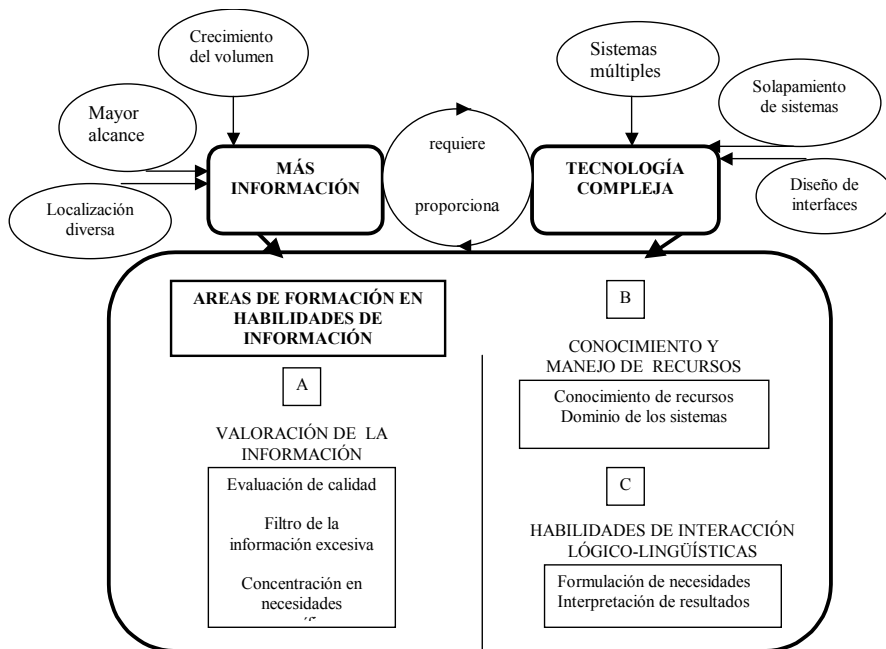 Crecimiento
del volumen
Sistemas
múltiples
Mayor
alcance
Solapamiento
de sistemas
MÁS
INFORMACIÓN
requiere
proporciona
TECNOLOGÍA
COMPLEJA
Localización
diversa
Diseño de
interfaces
AREAS DE FORMACIÓN EN
HABILIDADES DE
INFORMACIÓN
A
VALORACIÓN DE LA
INFORMACIÓN
Evaluación de calidad
Filtro de la
información excesiva
Concentración en
necesidades
B
CONOCIMIENTO Y
MANEJO DE RECURSOS
Conocimiento de recursos
Dominio de los sistemas
C
HABILIDADES DE INTERACCIÓN
LÓGICO-LINGÜÍSTICAS
Formulación de necesidades
Interpretación de resultados